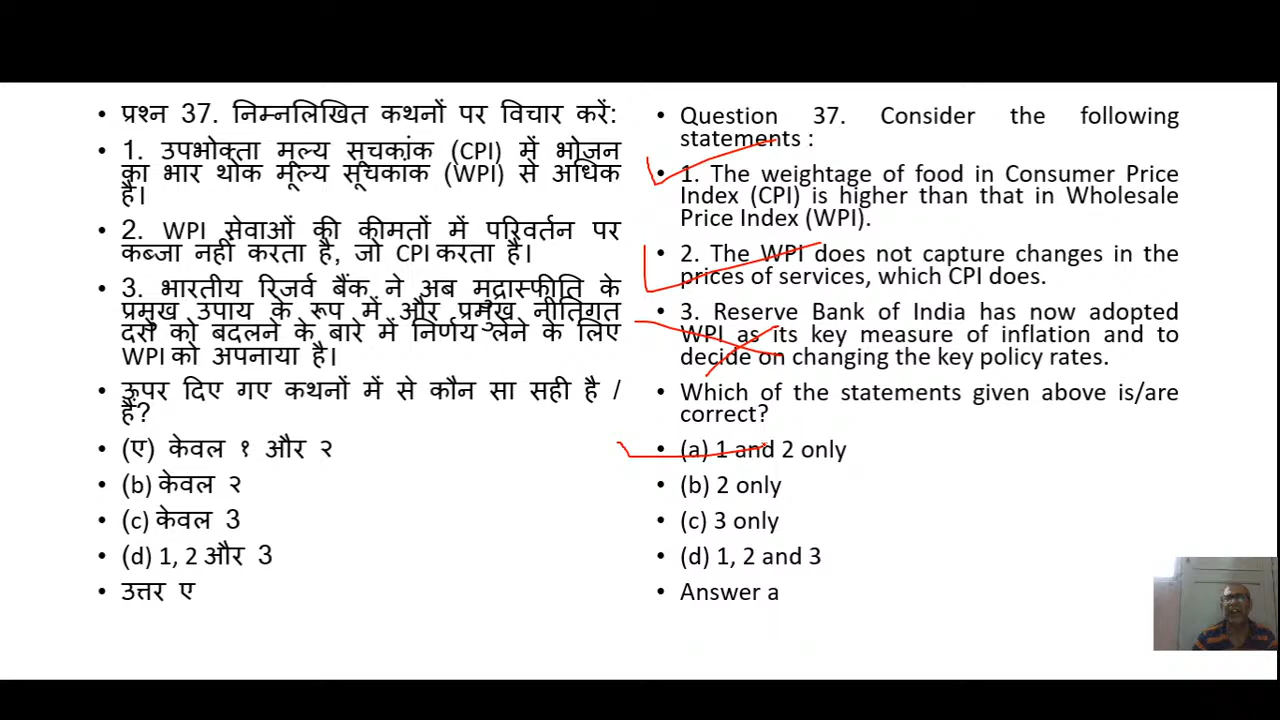 • प्रश्न 37. निम्नलिखित कथनों पर विचार करें:
• 1. उपभोक्ता मूल्य सूचकांक (CPI) में भोजन
का भार थोक मूल्य सूचकांक (WPI) से अधिक
है।
• 2. WPI सेवाओं की कीमतों में परिवर्तन पर
कब्जा नहीं करता है, जो CPI करता है।
• 3. भारतीय रिजर्व बैंक ने अब मुद्रास्फीति के
प्रमुख उपाय के रूप में और प्रमुख नीतिगत
दरों को बदलने के बारे में निर्णय लेने के लिए
WPI को अपनाया है।
• ऊपर दिए गए कथनों में से कौन सा सही है /
हैं?
• (ए) केवल १ और २
• (b) केवल २
• (c) केवल 3
• (d) 1, 2 और 3
• उत्तर ए
• Question 37. Consider the following
statements :
• 1. The weightage of food in Consumer Price
Index (CPI) is higher than that in Wholesale
Price Index (WPI).
• 2. The WPI does not capture changes in the
prices of services, which CPI does.
• 3. Reserve Bank of India has now adopted
WPI as its key measure of inflation and to
decide on changing the key policy rates.
• Which of the statements given above is/are
correct?
• (a) 1 and 2 only
• (b) 2 only
• (c) 3 only
• (d) 1, 2 and 3
• Answer a